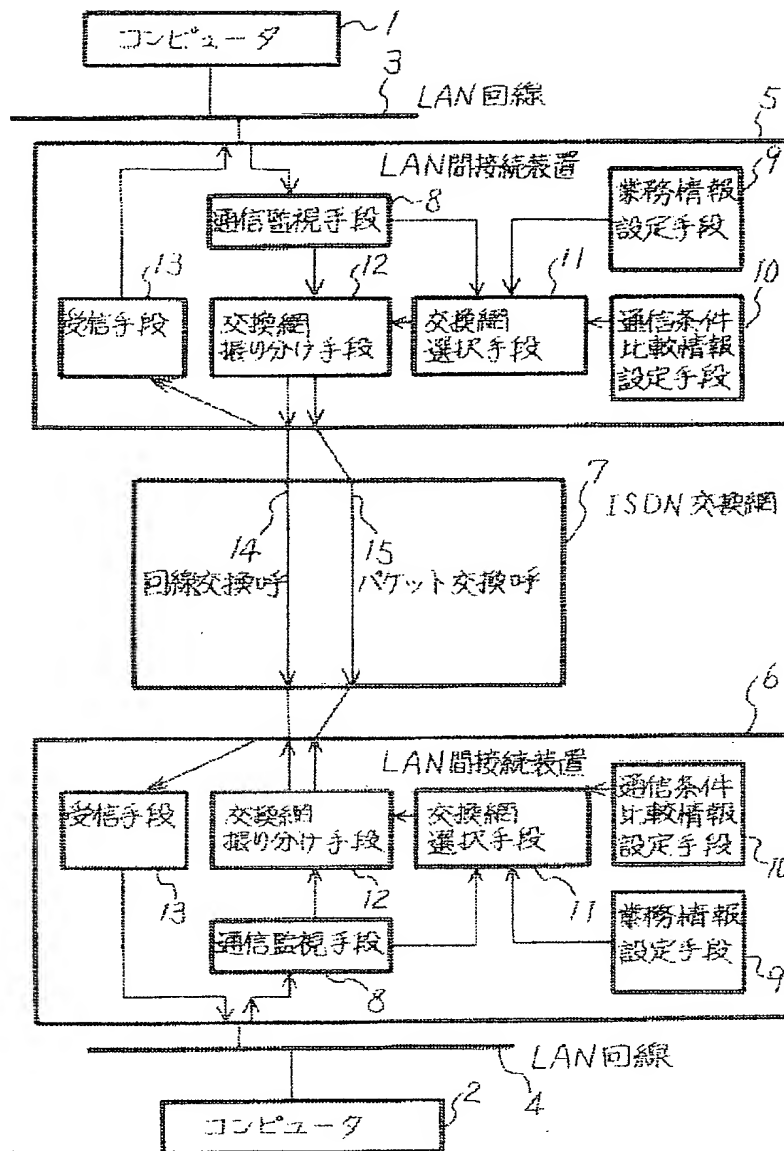 コンピュータ
1
3
LAN回線
5
LAN間接続装置
9
業務情報
設定手段
通信監視手段
8
13
12
11
10
受信手段
交換網
振り分け手段
交換網
選択手段
通信条件
比較情報
設定手段
7
ISDN交換網
14
15
回線交換呼
パケット交換呼
6
LAN間接続装置
受信手段
交換網
振り分け手段
交換網
選択手段
通信条件
比較情報
設定手段
13
12
11
10
通信監視手段
8
業務情報
設定手段
9
LAN回線
4
コンピュータ
2